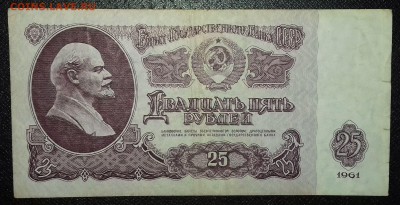 COINS.LAVE.RU
Билет Государственного Банка СССР
Двадцать пять
рублей
25
25
1961